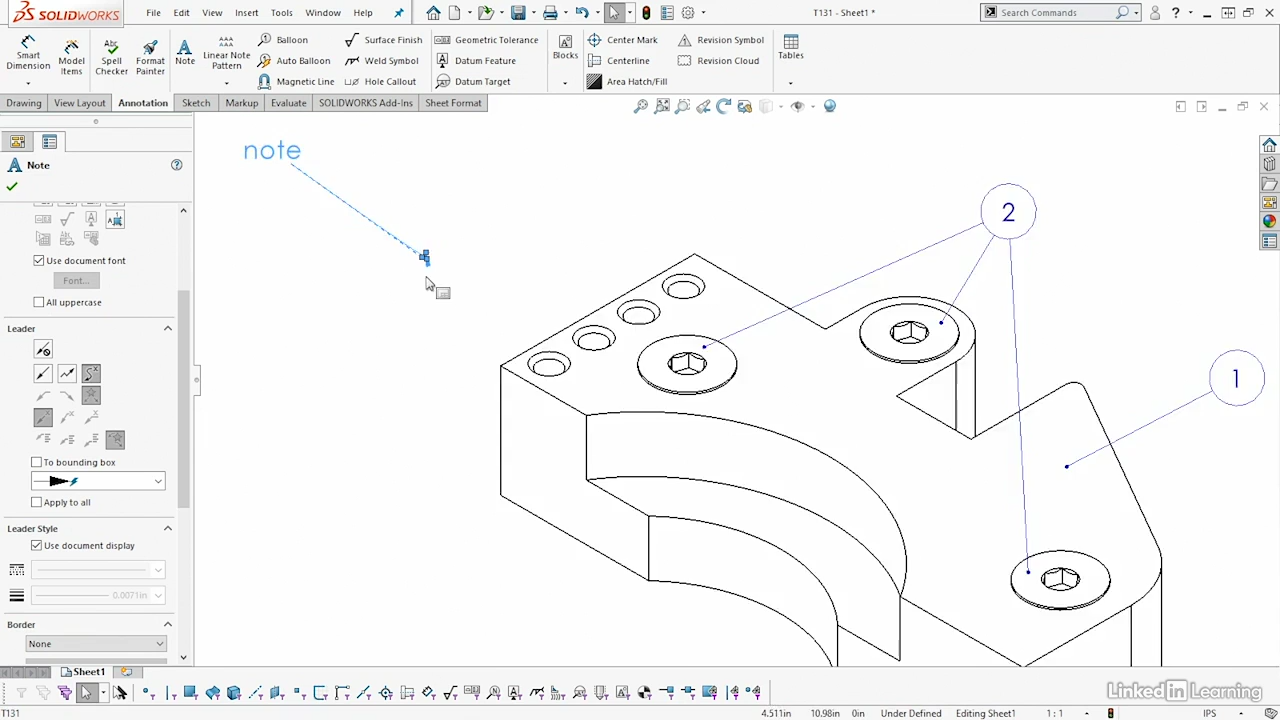 SOLIDWORKS
File Edit View Insert Tools Window Help
T131 - Sheet1 *
Search Commands
Smart Dimension
Model Items
Spell Checker
Format Painter
Note
Linear Note Pattern
Balloon
Auto Balloon
Magnetic Line
Surface Finish
Weld Symbol
Hole Callout
Geometric Tolerance
Datum Feature
Datum Target
Blocks
Center Mark
Centerline
Area Hatch/Fill
Revision Symbol
Revision Cloud
Tables
Drawing View Layout Annotation Sketch Markup Evaluate SOLIDWORKS Add-Ins Sheet Format
Note
Use document font
Font...
All uppercase
Leader
To bounding box
Apply to all
Leader Style
Use document display
0.0071in
Border
None
note
2
1
Sheet1
LinkedIn Learning
T131 4.511in 10.98in 0in Under Defined Editing Sheet1 1 : 1 IPS